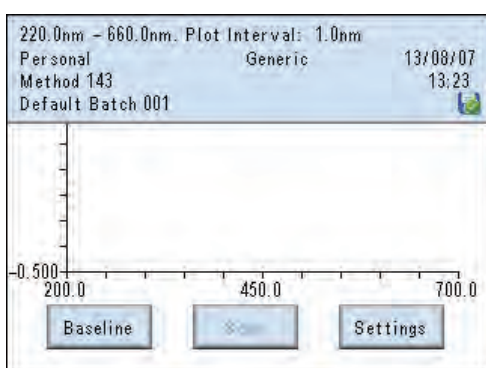 220.0nm – 660.0nm. Plot Interval: 1.0nm
Personal Generic 13/08/07
Method 143 13:23
Default Batch 001
-0.500
200.0 450.0 700.0
Baseline Settings